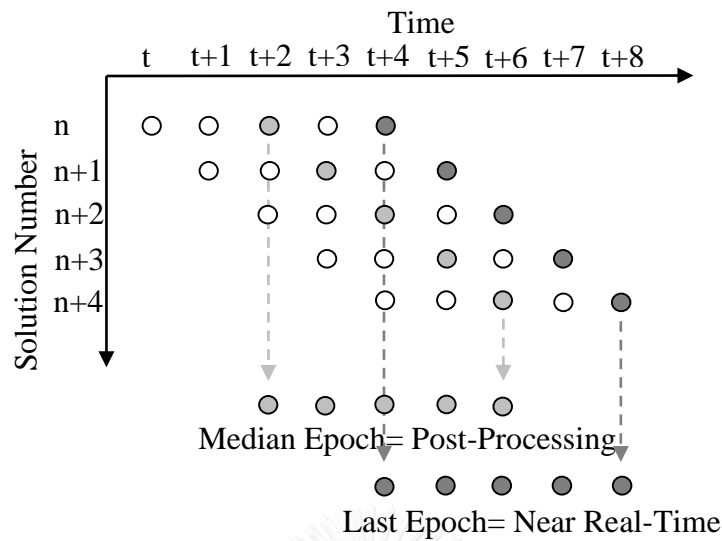 Time
t t+1 t+2 t+3 t+4 t+5 t+6 t+7 t+8
Solution Number
n
n+1
n+2
n+3
n+4
Median Epoch= Post-Processing
Last Epoch= Near Real-Time